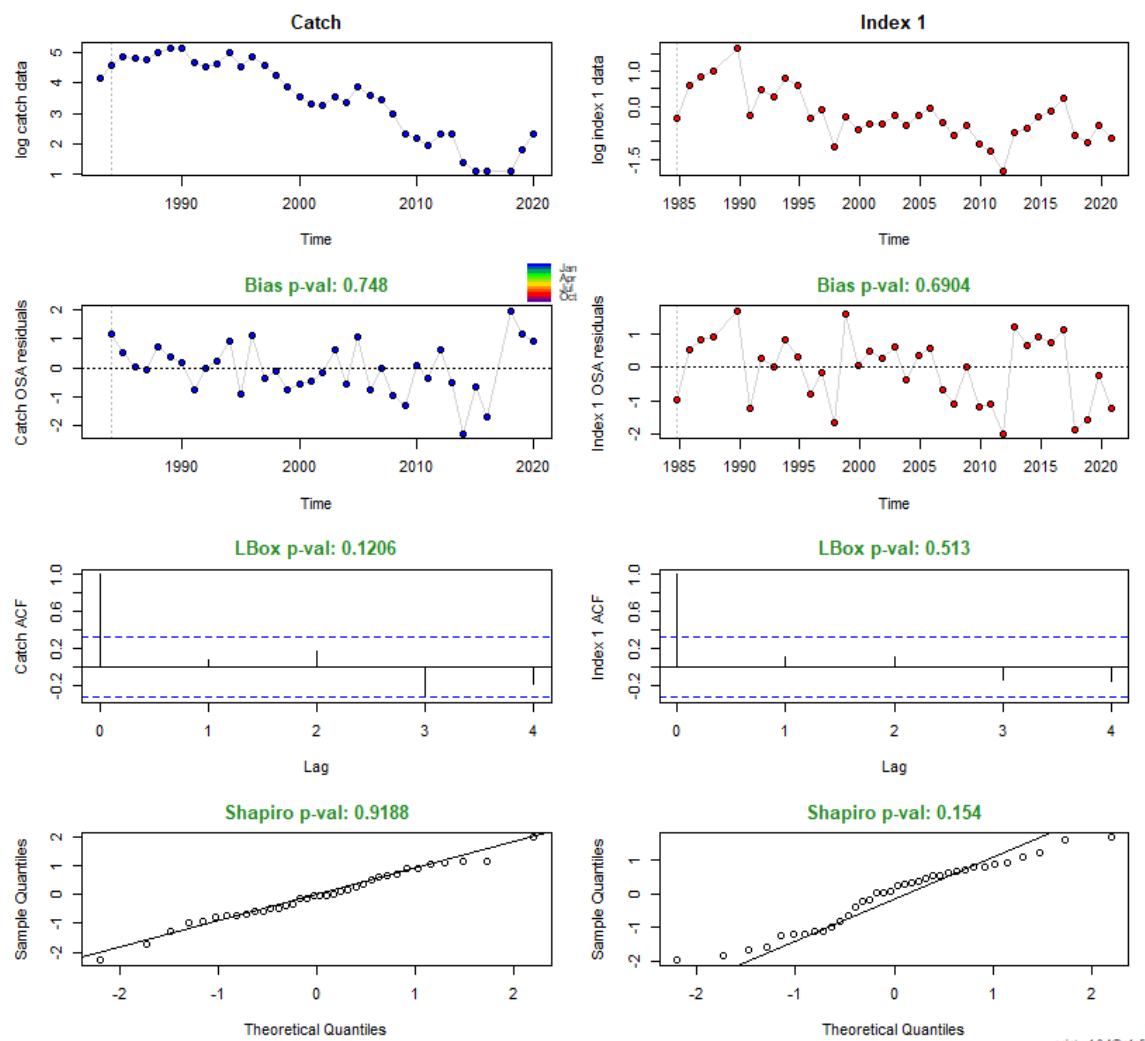 Catch
log catch data
5
4
3
2
1
1990 2000 2010 2020
Time
Index 1
log index 1 data
1.0
0.0
-1.5
1985 1990 1995 2000 2005 2010 2015 2020
Time
Bias p-val: 0.748
Jan
Apr
Jul
Oct
Catch OSA residuals
2
1
0
-1
-2
1990 2000 2010 2020
Time
Bias p-val: 0.6904
Index 1 OSA residuals
1
0
-1
-2
1985 1990 1995 2000 2005 2010 2015 2020
Time
LBox p-val: 0.1206
Catch ACF
1.0
0.6
0.2
-0.2
0 1 2 3 4
Lag
LBox p-val: 0.513
Index 1 ACF
1.0
0.6
0.2
-0.2
0 1 2 3 4
Lag
Shapiro p-val: 0.9188
Sample Quantiles
2
1
0
-1
-2
-2 -1 0 1 2
Theoretical Quantiles
Shapiro p-val: 0.154
Sample Quantiles
1
0
-1
-2
-2 -1 0 1 2
Theoretical Quantiles